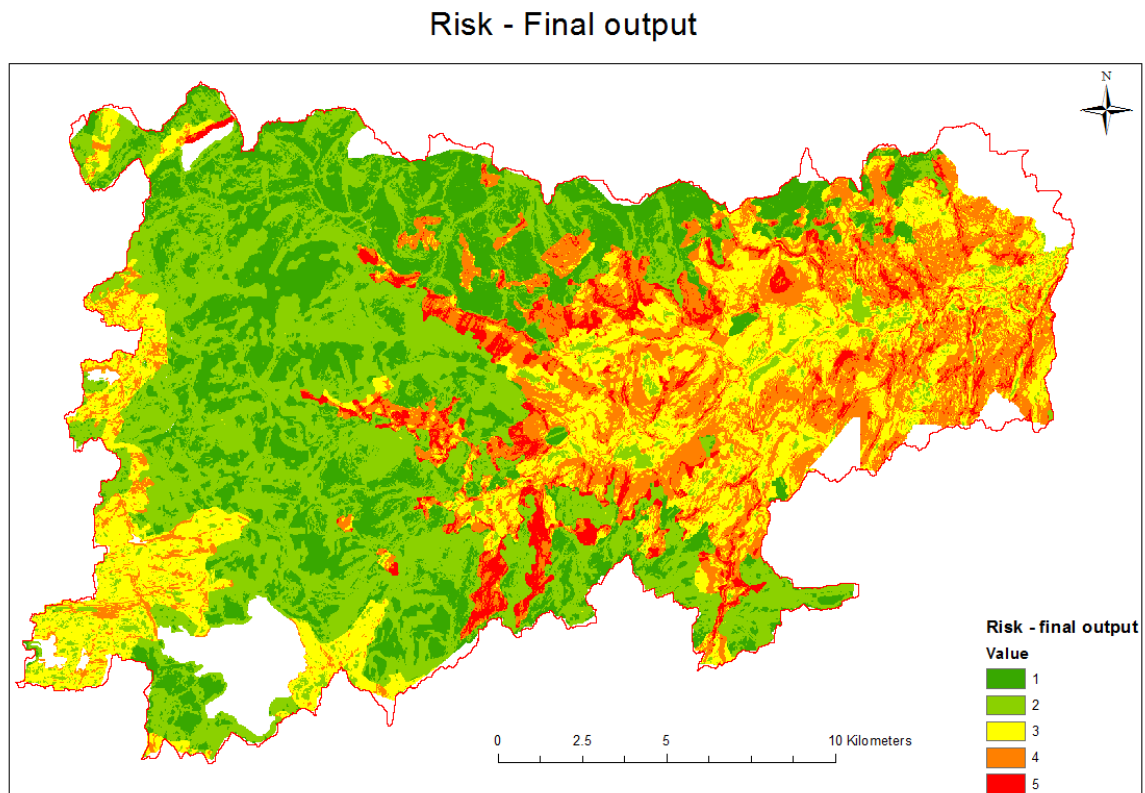 Risk - Final output
N
Risk - final output
Value
1
2
3
4
5
0 2.5 5 10 Kilometers